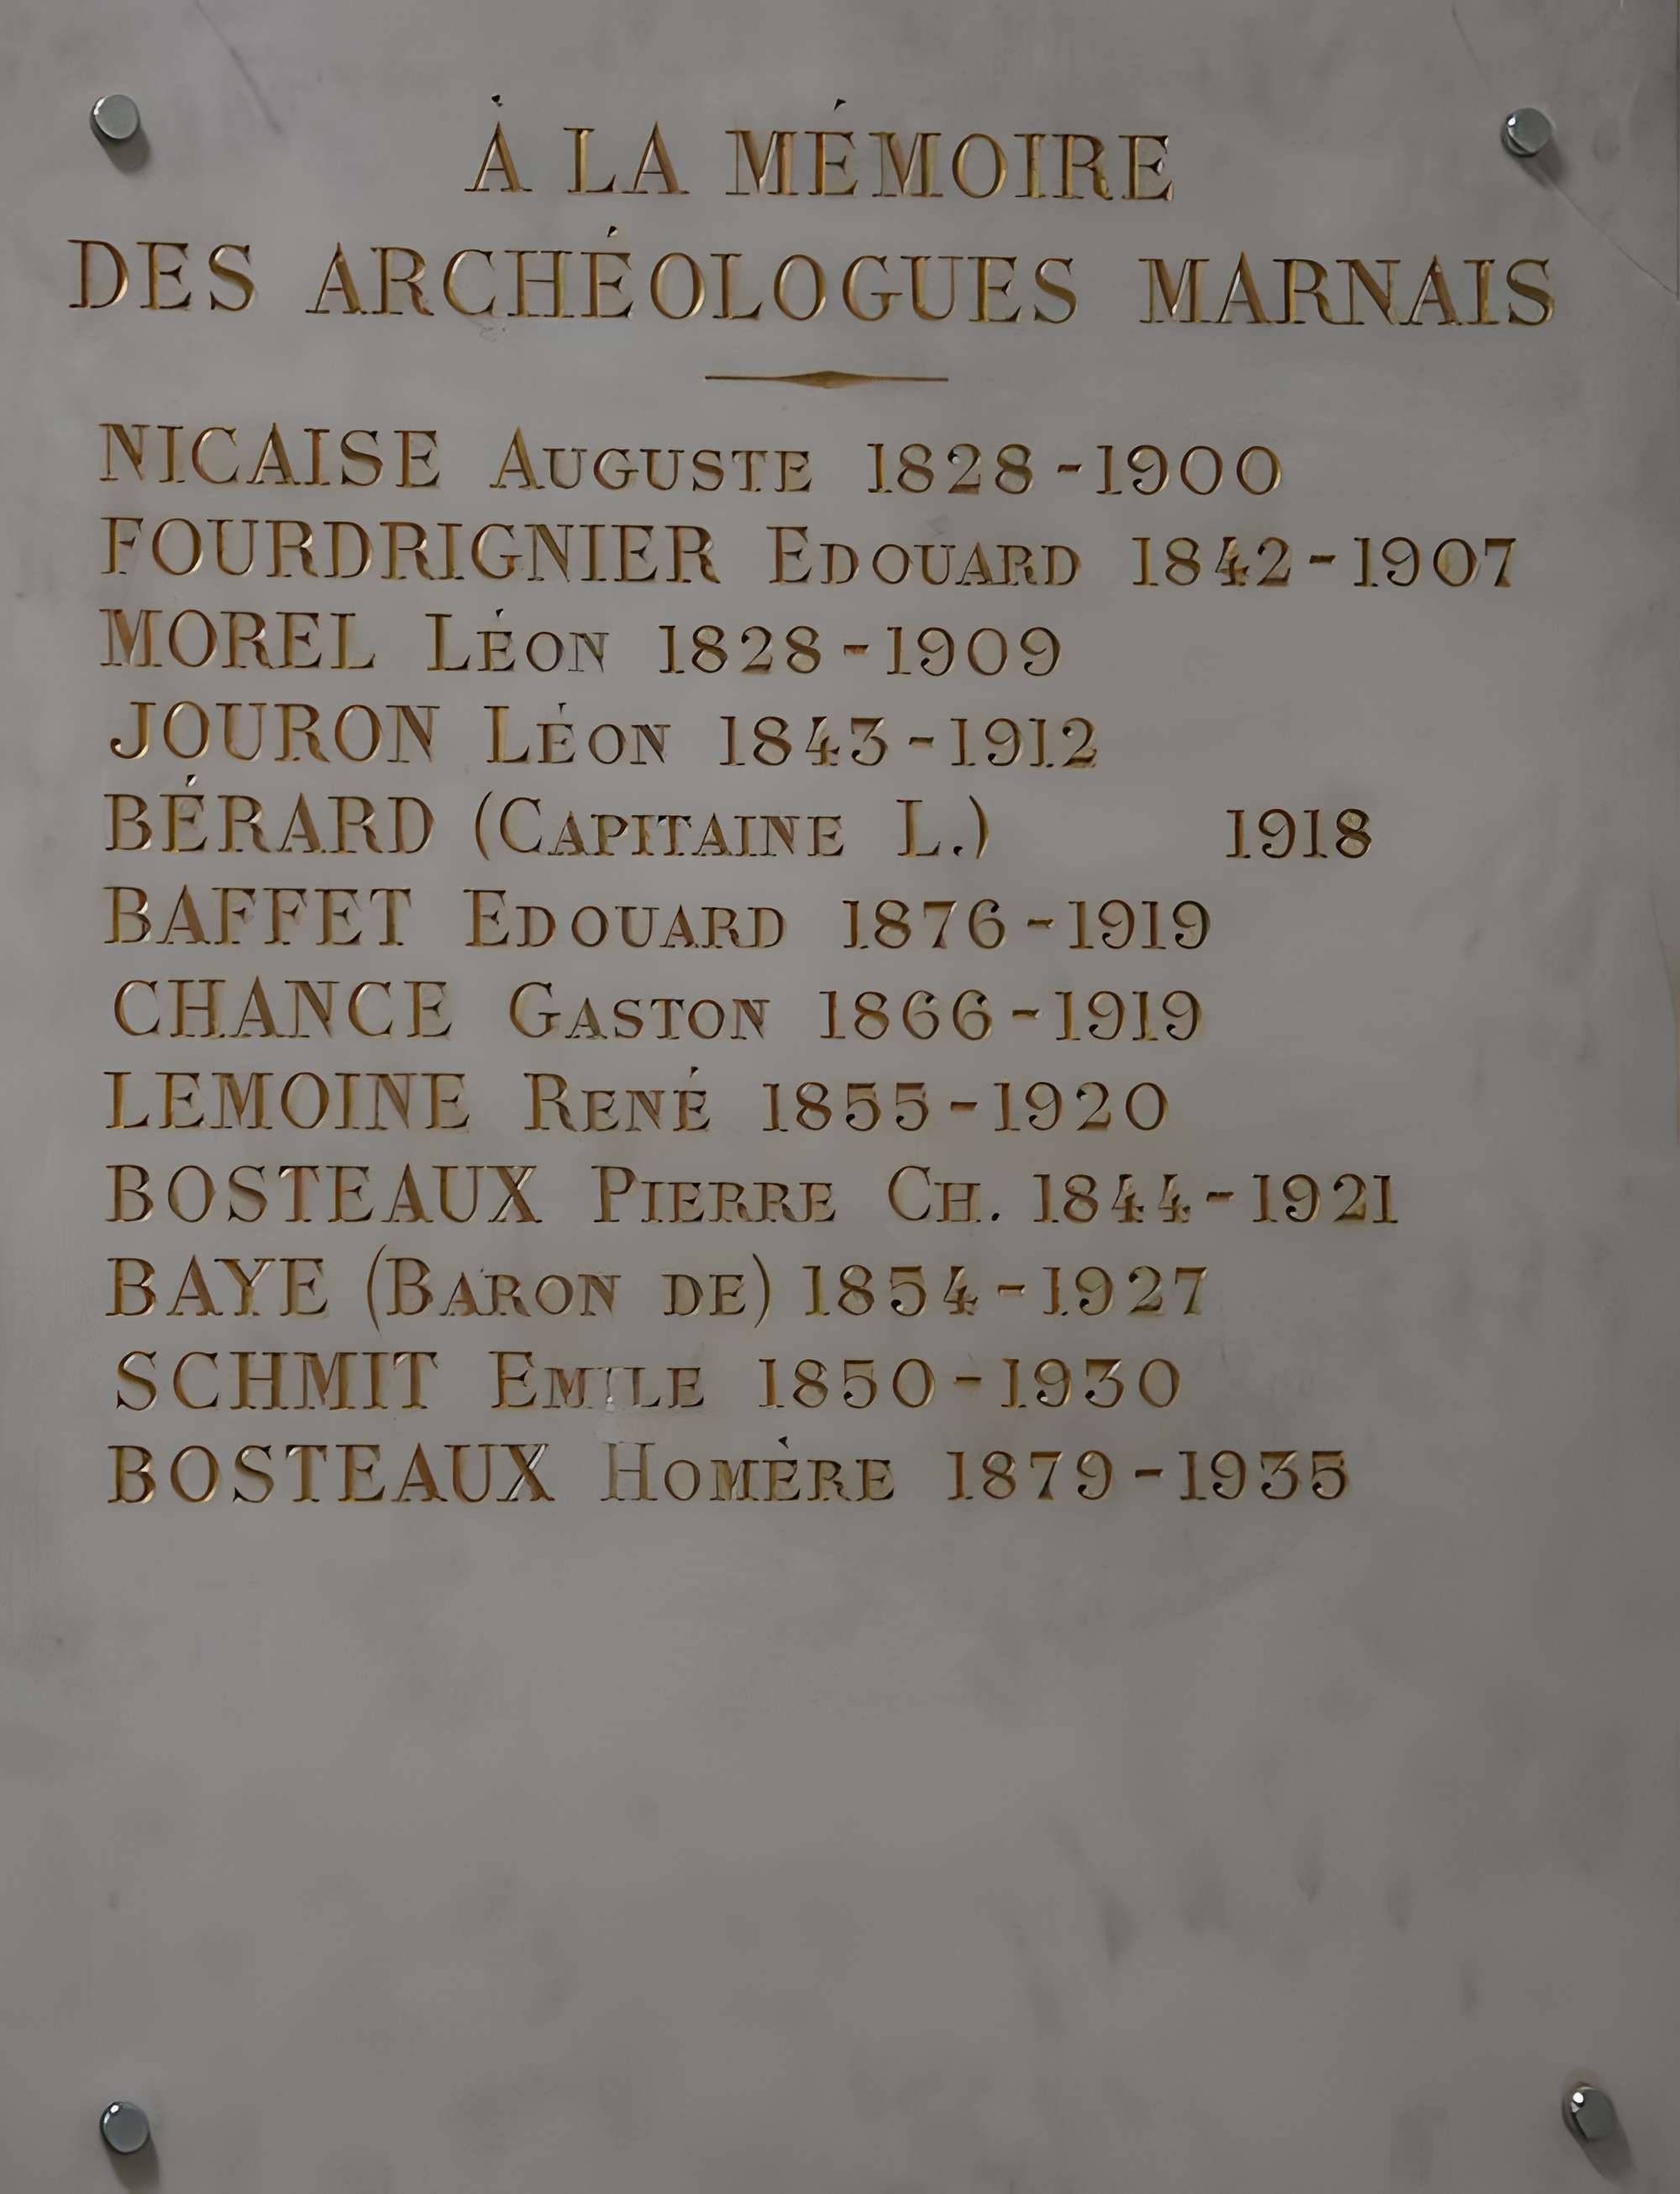 À LA MÉMOIRE
DES ARCHÉOLOGUES MARNAIS
NICAISE AUGUSTE 1828-1900
FOURDRIGNIER EDOUARD 1842-1907
MOREL LÉON 1828-1909
JOURON LÉON 1843-1912
BÉRARD (CAPITAINE L.) 1918
BAFFET EDOUARD 1876-1919
CHANCE GASTON 1866-1919
LEMOINE RENÉ 1855-1920
BOSTEAUX PIERRE CH. 1844-1921
BAYE (BARON DE) 1854-1927
SCHMIT EMILE 1850-1930
BOSTEAUX HOMÈRE 1879-1935